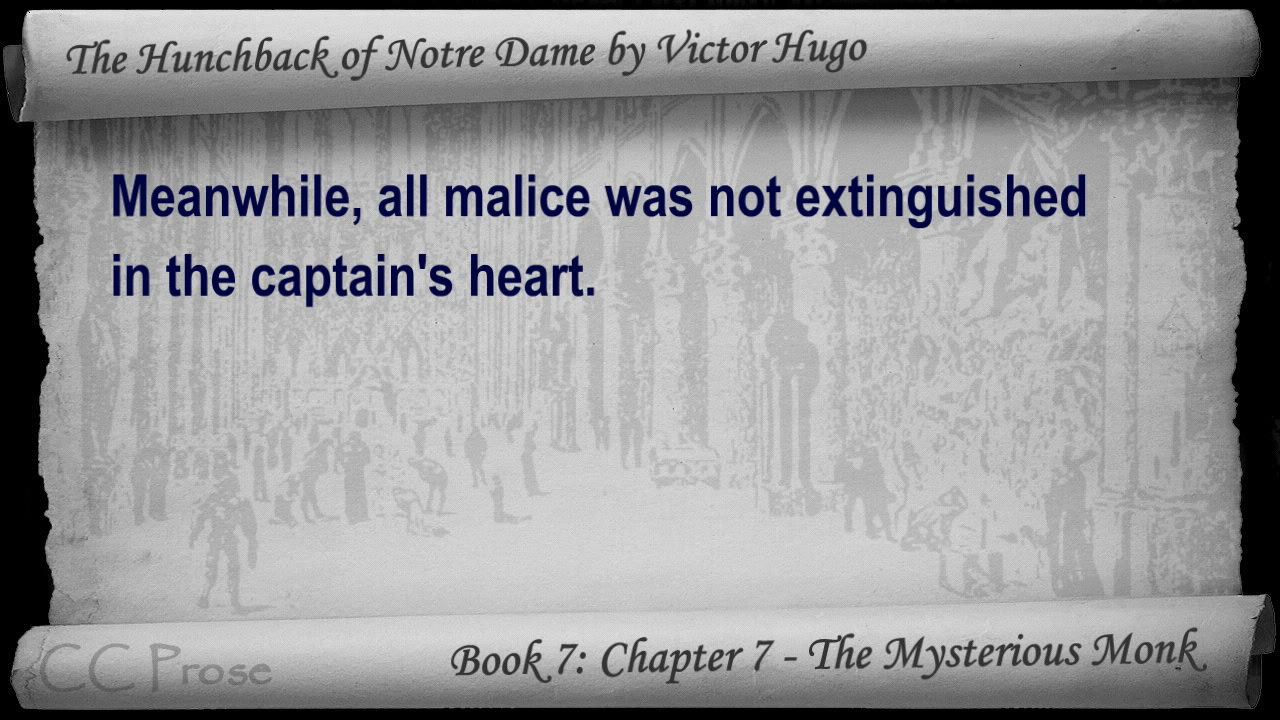 The Hunchback of Notre Dame by Victor Hugo
Meanwhile, all malice was not extinguished
in the captain's heart.
CC Prose
Book 7: Chapter 7 - The Mysterious Monk